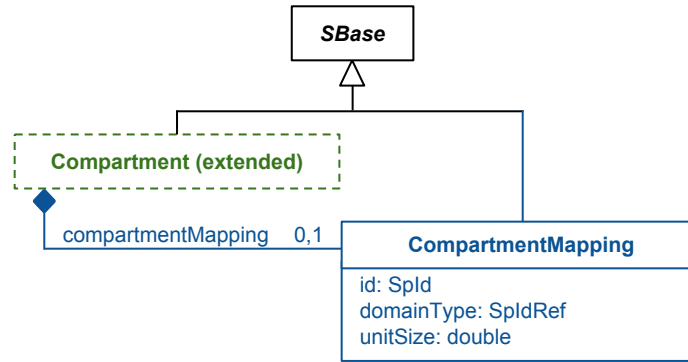 SBase
Compartment (extended)
compartmentMapping 0,1
CompartmentMapping
id: SpId
domainType: SpIdRef
unitSize: double